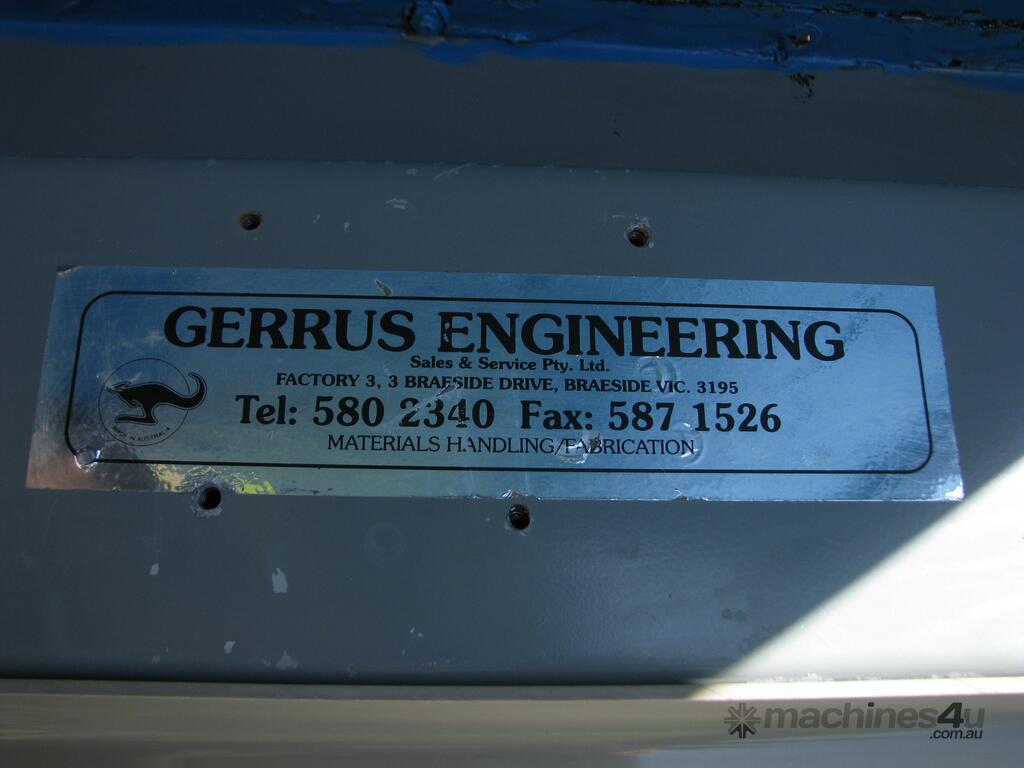 GERRUS ENGINEERING
Sales & Service Pty. Ltd.
FACTORY 3, 3 BRAESIDE DRIVE, BRAESIDE VIC. 3195
Tel: 580 2340 Fax: 587 1526
MATERIALS HANDLING/FABRICATION
MADE IN AUSTRALIA
machines4u
.com.au